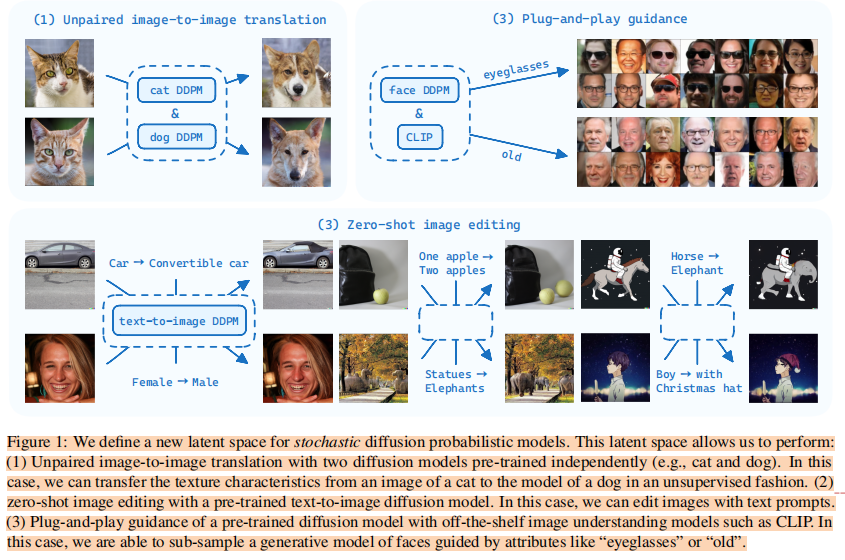 (1) Unpaired image-to-image translation
cat DDPM
&
dog DDPM
(3) Plug-and-play guidance
face DDPM
&
CLIP
eyeglasses
old
(3) Zero-shot image editing
Car → Convertible car
text-to-image DDPM
Female → Male
One apple →
Two apples
Statues →
Elephants
Horse →
Elephant
Boy → with
Christmas hat
Figure 1: We define a new latent space for stochastic diffusion probabilistic models. This latent space allows us to perform:
(1) Unpaired image-to-image translation with two diffusion models pre-trained independently (e.g., cat and dog). In this
case, we can transfer the texture characteristics from an image of a cat to the model of a dog in an unsupervised fashion. (2)
zero-shot image editing with a pre-trained text-to-image diffusion model. In this case, we can edit images with text prompts.
(3) Plug-and-play guidance of a pre-trained diffusion model with off-the-shelf image understanding models such as CLIP. In
this case, we are able to sub-sample a generative model of faces guided by attributes like “eyeglasses” or “old”.